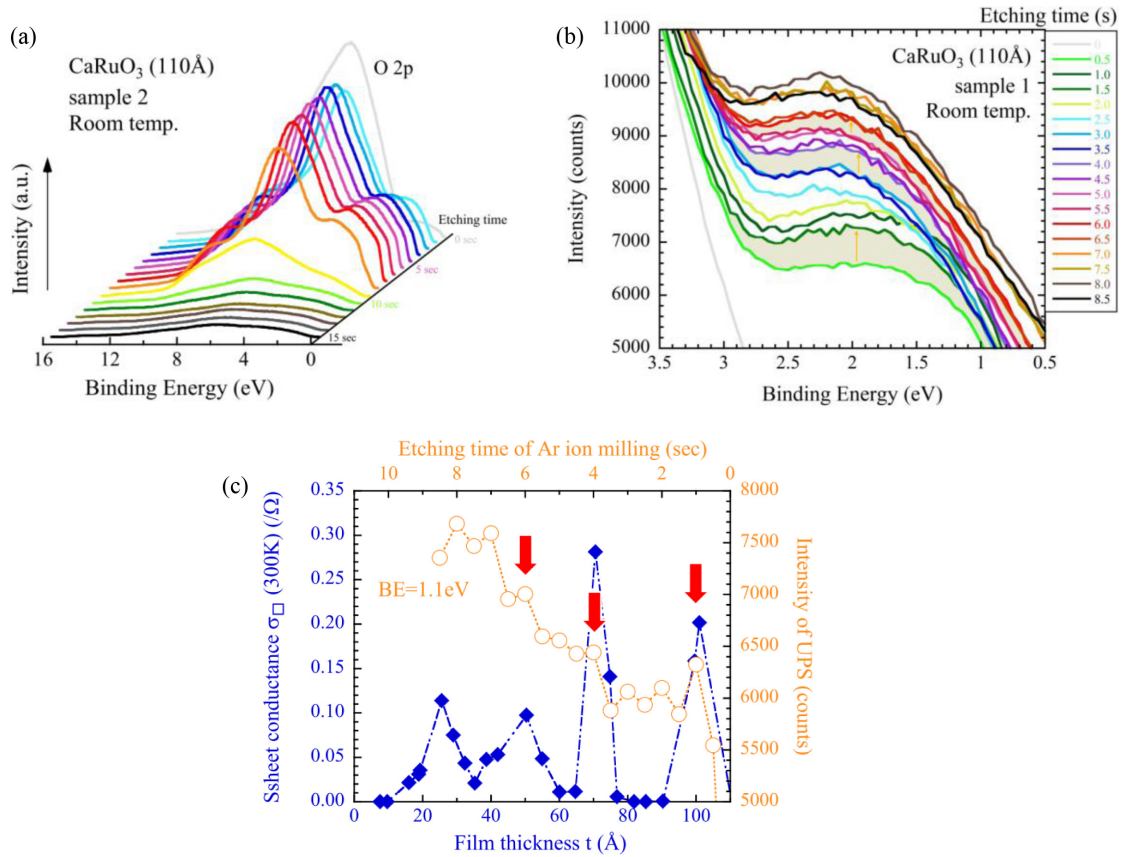 (a)
CaRuO₃ (110Å)
sample 2
Room temp.
O 2p
Intensity (a.u.)
Etching time
0 sec
5 sec
10 sec
15 sec
16 12 8 4 0
Binding Energy (eV)
(b)
Etching time (s)
CaRuO₃ (110Å)
sample 1
Room temp.
Intensity (counts)
11000
10000
9000
8000
7000
6000
5000
3.5 3 2.5 2 1.5 1 0.5
Binding Energy (eV)
0
0.5
1.0
1.5
2.0
2.5
3.0
3.5
4.0
4.5
5.0
5.5
6.0
6.5
7.0
7.5
8.0
8.5
(c)
Etching time of Ar ion milling (sec)
10 8 6 4 2 0
Ssheet conductance σ□ (300K) (/Ω)
0.35
0.30
0.25
0.20
0.15
0.10
0.05
0.00
BE=1.1eV
8000
7500
7000
6500
6000
5500
5000
Intensity of UPS (counts)
0 20 40 60 80 100
Film thickness t (Å)